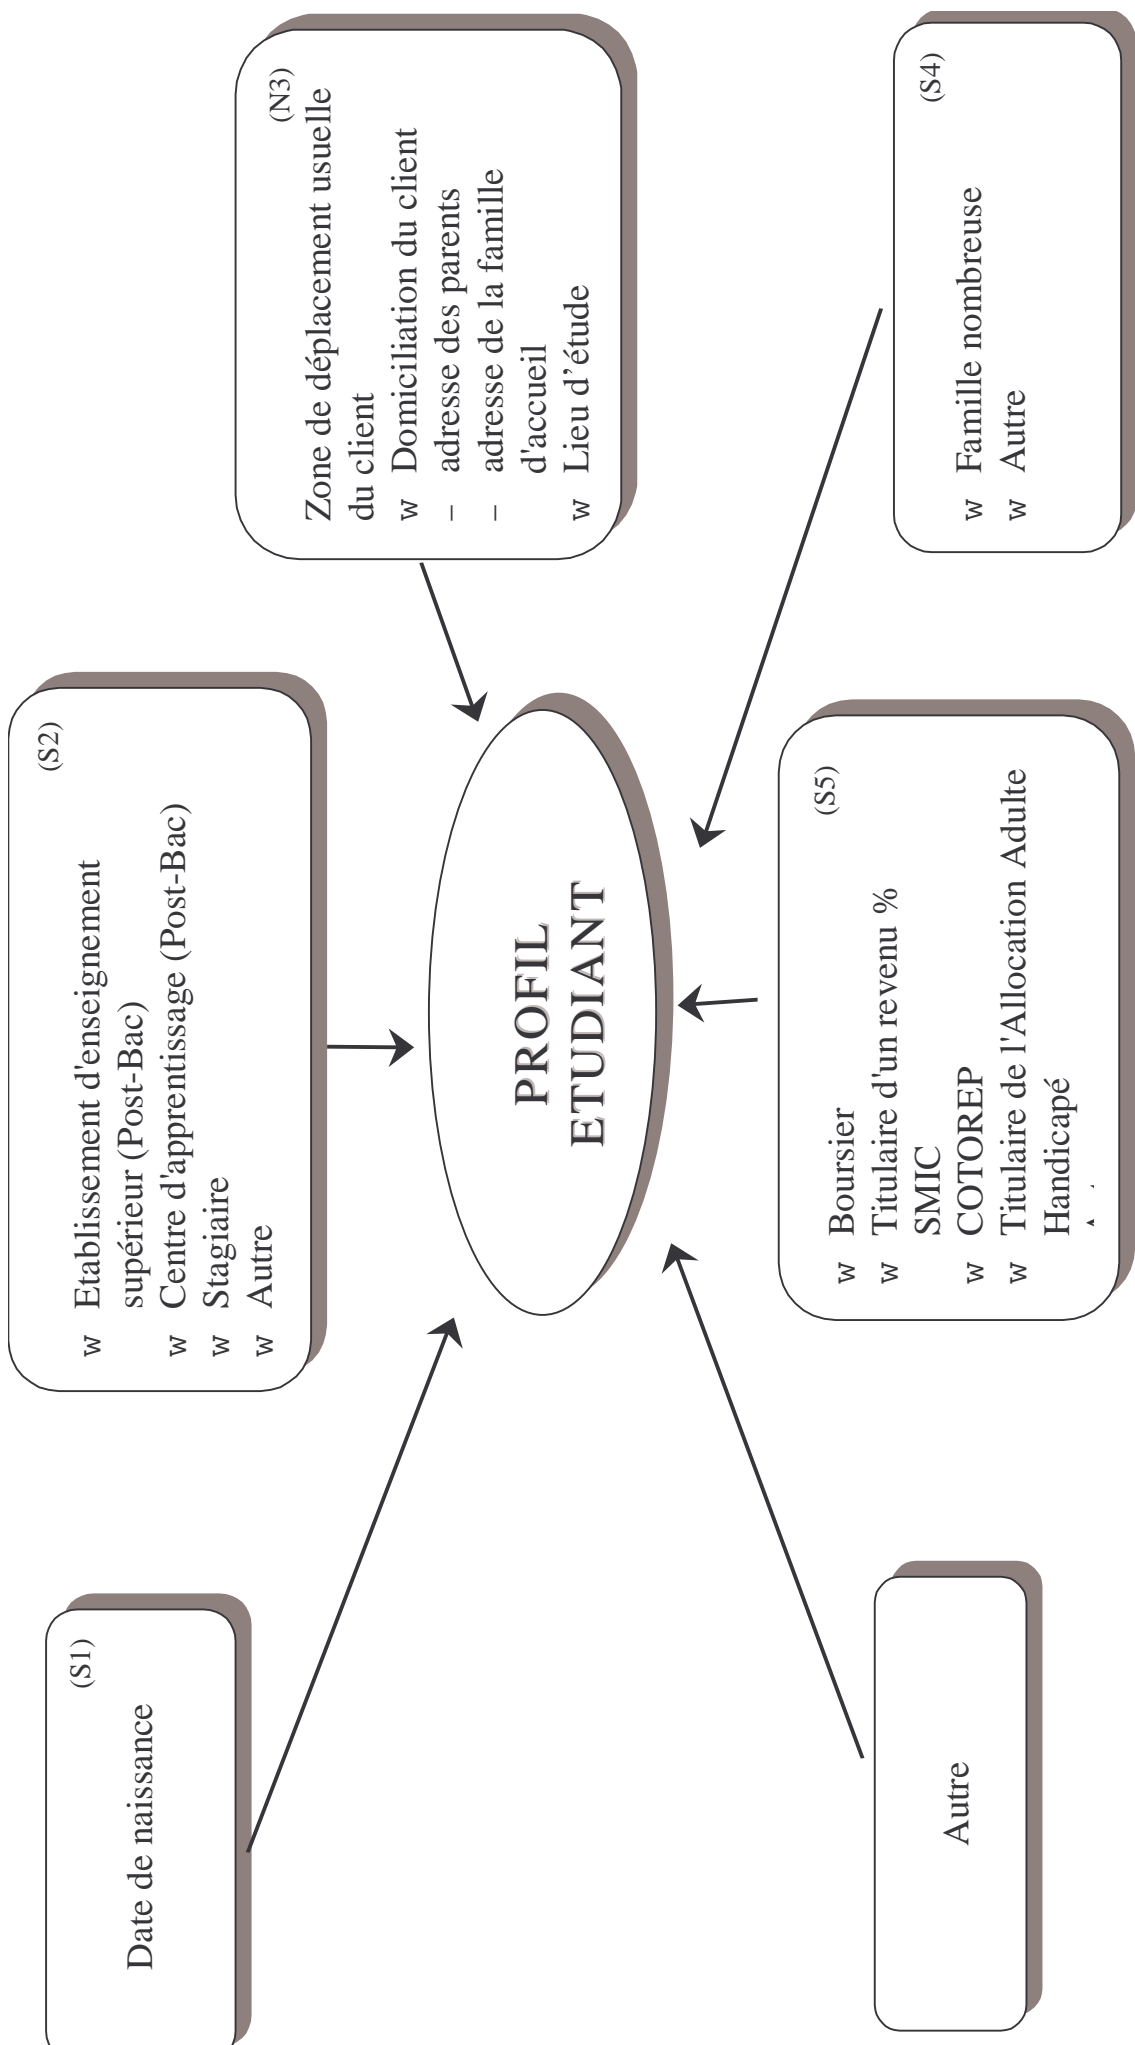 (S1)
Date de naissance
(S2)
w Etablissement d'enseignement
supérieur (Post-Bac)
w Centre d'apprentissage (Post-Bac)
w Stagiaire
w Autre
(N3)
Zone de déplacement usuelle
du client
w Domiciliation du client
– adresse des parents
– adresse de la famille
d'accueil
w Lieu d'étude
PROFIL
ETUDIANT
Autre
(S5)
w Boursier
w Titulaire d'un revenu %
SMIC
w COTOREP
w Titulaire de l'Allocation Adulte
Handicapé
(S4)
w Famille nombreuse
w Autre